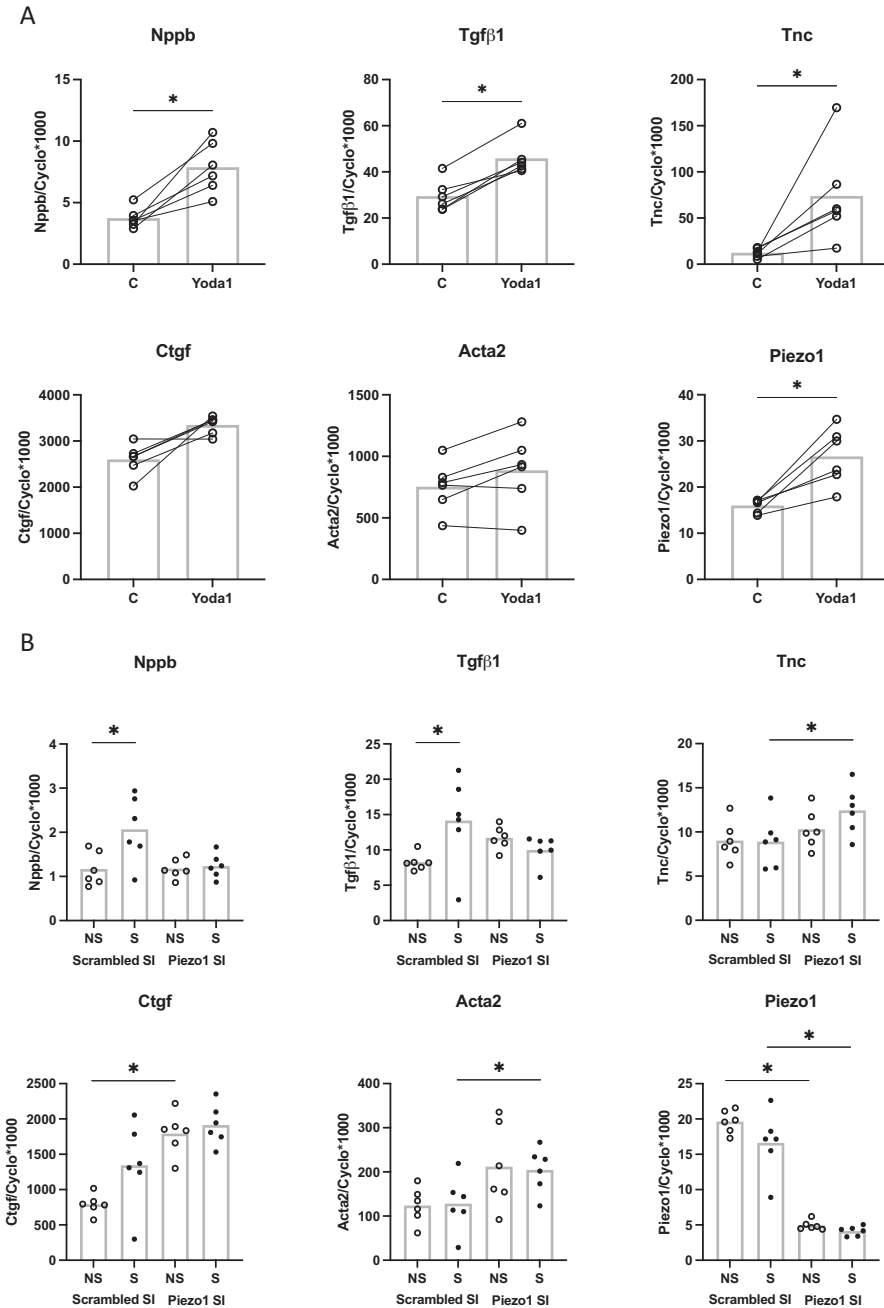 A
Nppb
Tgfβ1
Tnc
Nppb/Cyclo*1000
15
10
5
0
*
C
Yoda1
Tgfβ1/Cyclo*1000
80
60
40
20
0
*
C
Yoda1
Tnc/Cyclo*1000
200
150
100
50
0
*
C
Yoda1
Ctgf
Acta2
Piezo1
Ctgf/Cyclo*1000
4000
3000
2000
1000
0
C
Yoda1
Acta2/Cyclo*1000
1500
1000
500
0
C
Yoda1
Piezo1/Cyclo*1000
40
30
20
10
0
*
C
Yoda1
B
Nppb
Tgfβ1
Tnc
Nppb/Cyclo*1000
4
3
2
1
0
*
NS S NS S
Scrambled SI Piezo1 SI
Tgfβ1/Cyclo*1000
25
20
15
10
5
0
*
NS S NS S
Scrambled SI Piezo1 SI
Tnc/Cyclo*1000
20
15
10
5
0
*
NS S NS S
Scrambled SI Piezo1 SI
Ctgf
Acta2
Piezo1
Ctgf/Cyclo*1000
2500
2000
1500
1000
500
0
*
NS S NS S
Scrambled SI Piezo1 SI
Acta2/Cyclo*1000
400
300
200
100
0
*
NS S NS S
Scrambled SI Piezo1 SI
Piezo1/Cyclo*1000
25
20
15
10
5
0
*
*
NS S NS S
Scrambled SI Piezo1 SI